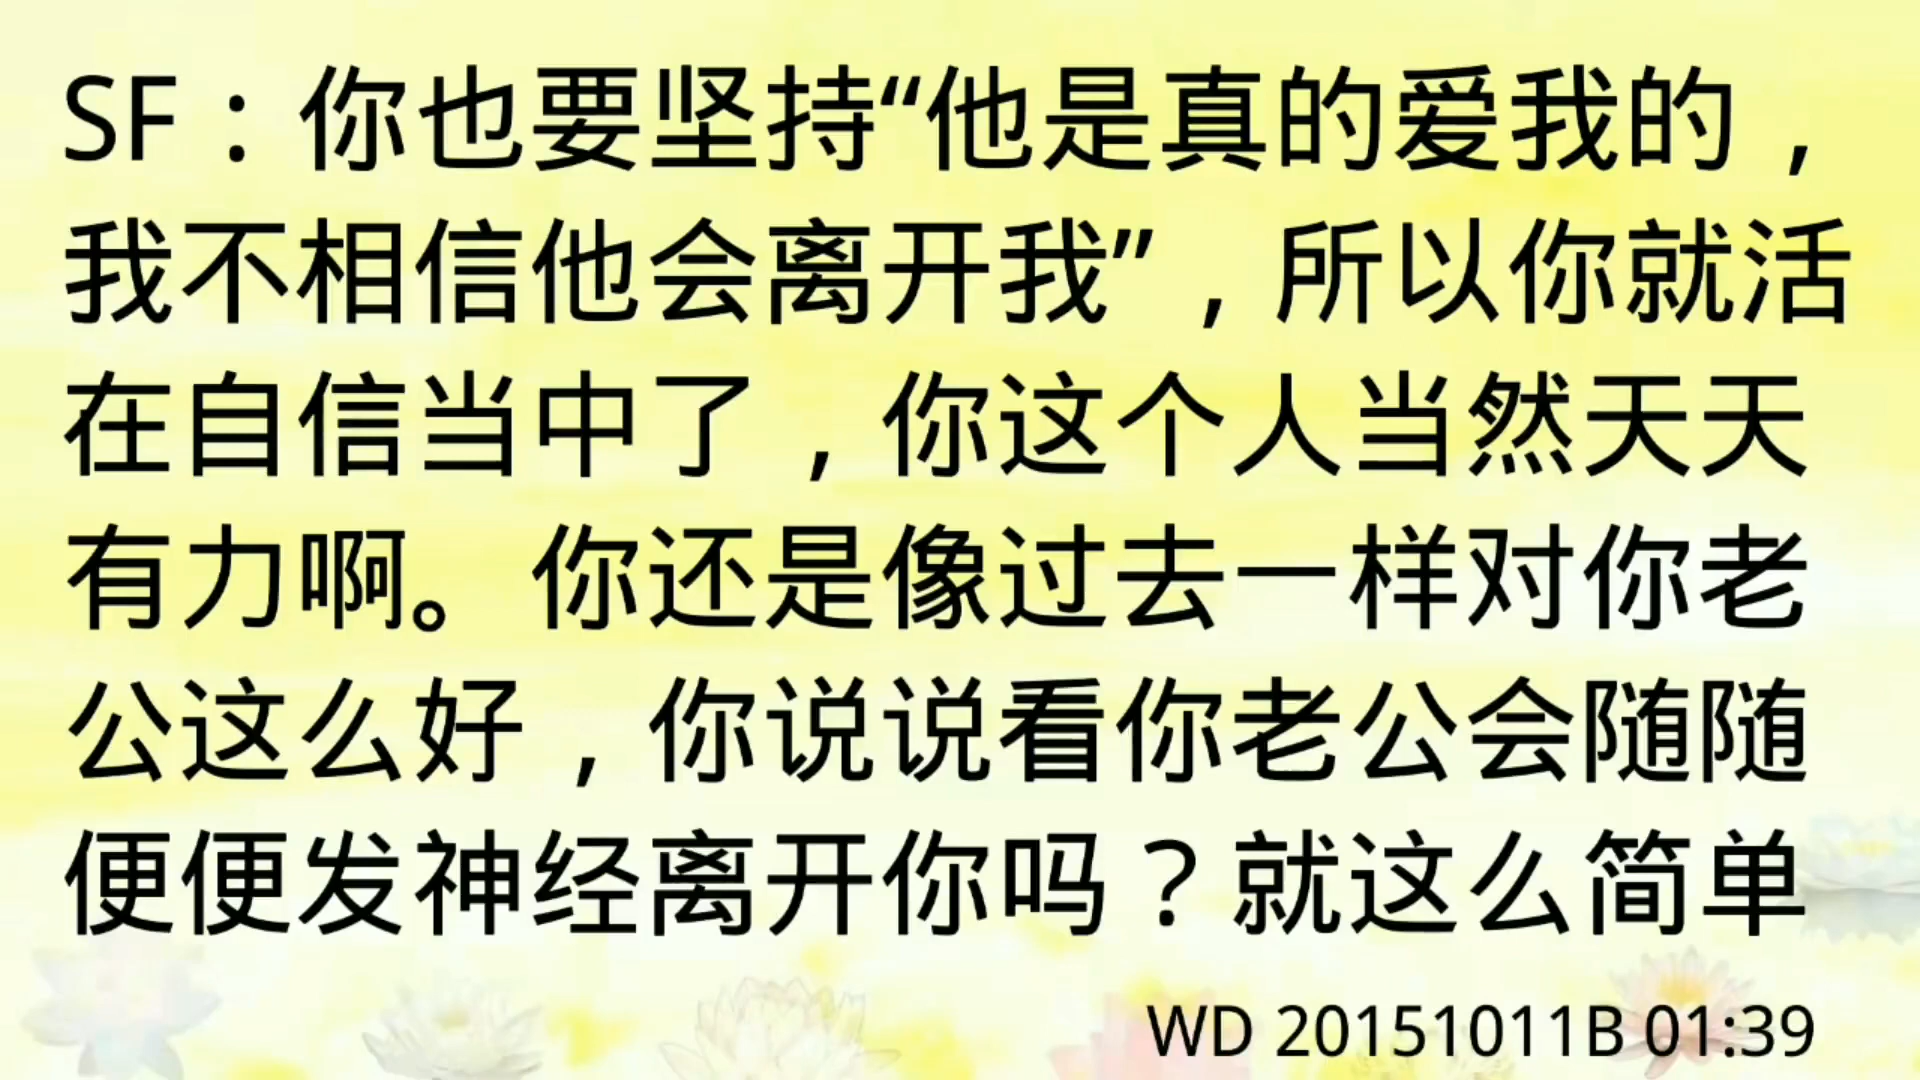 SF：你也要坚持“他是真的爱我的，
我不相信他会离开我”，所以你就活
在自信当中了，你这个人当然天天
有力啊。 你还是像过去一样对你老
公这么好，你说说看你老公会随随
便便发神经离开你吗？就这么简单
WD 20151011B 01:39